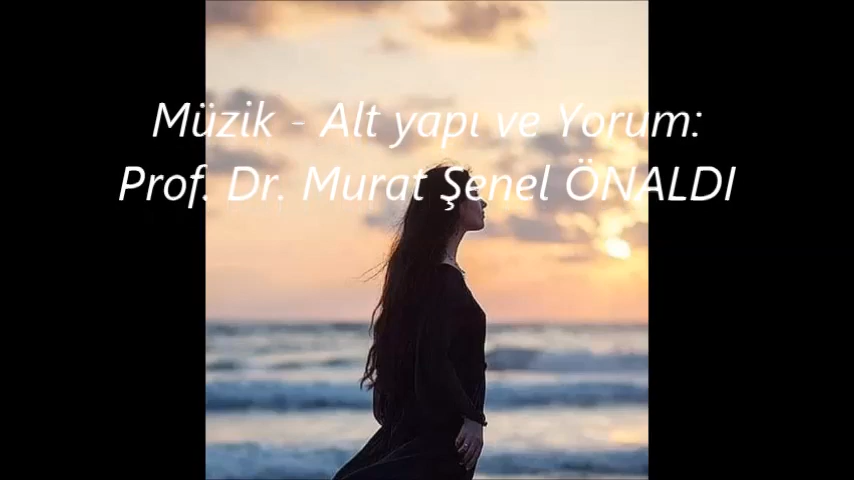 Müzik - Alt yapı ve Yorum:
Prof. Dr. Murat Şenel ÖNALDI